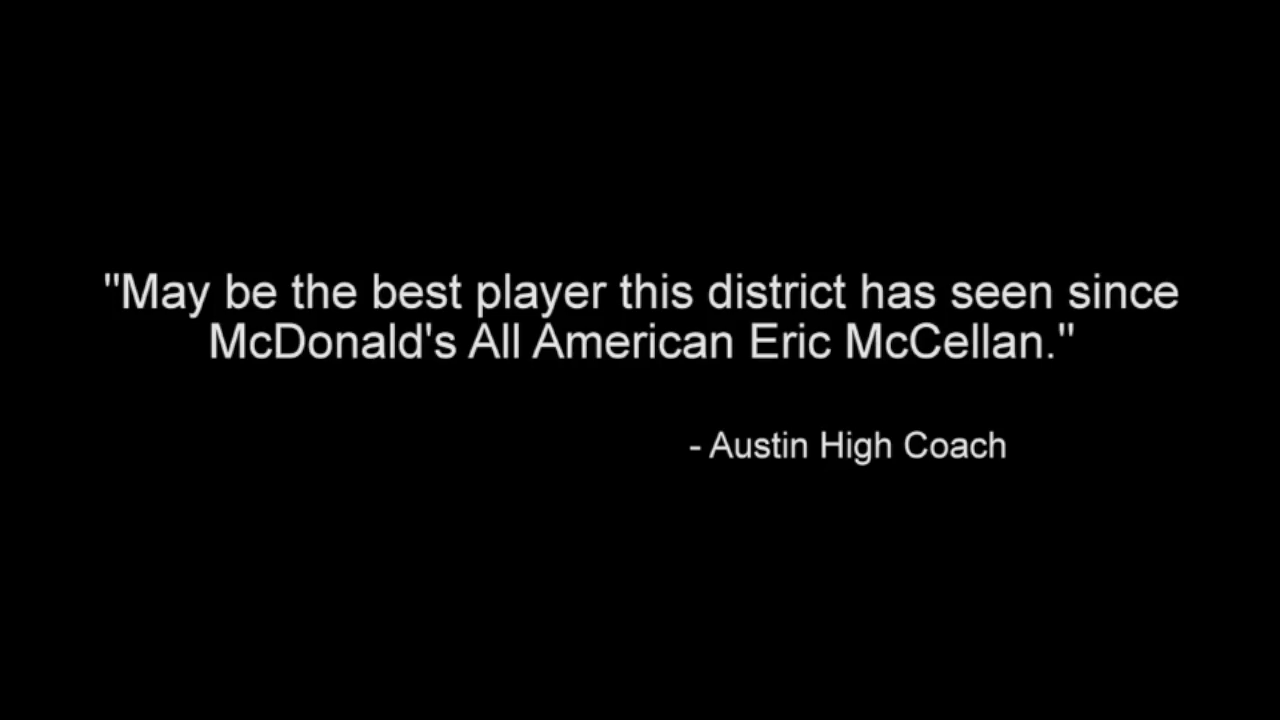 "May be the best player this district has seen since
McDonald's All American Eric McCellan."
- Austin High Coach